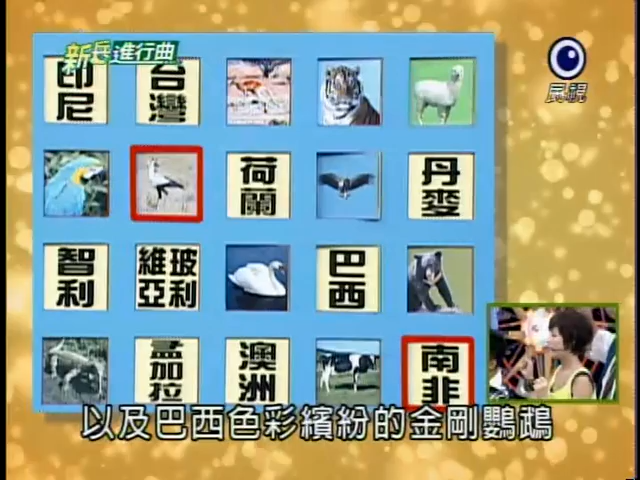 新兵進行曲
民視
印尼
台灣
荷蘭
丹麥
智利
玻利維亞
巴西
孟加拉
澳洲
南非
以及巴西色彩繽紛的金剛鸚鵡